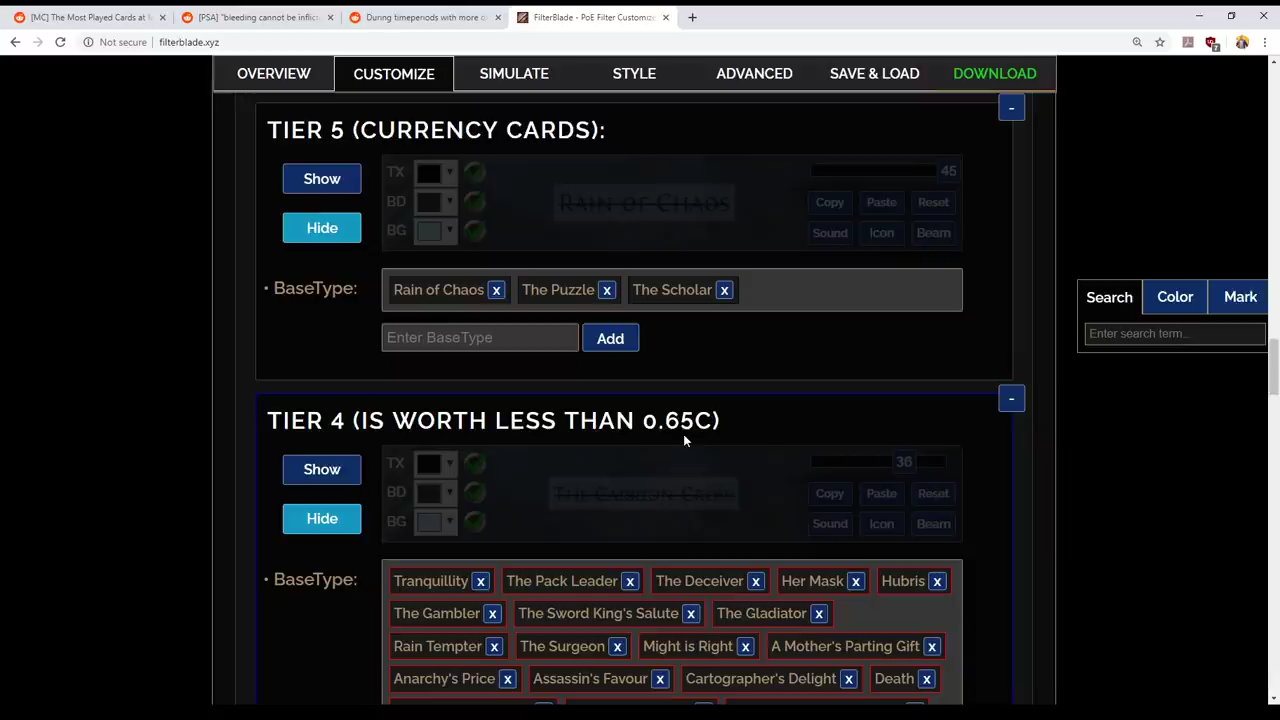 [MC] The Most Played Cards at M x
[PSA] "bleeding cannot be inflic x
During timeperiods with more o x
FilterBlade - PoE Filter Customize x
Not secure | filterblade.xyz
7
OVERVIEW CUSTOMIZE SIMULATE STYLE ADVANCED SAVE & LOAD DOWNLOAD
-
TIER 5 (CURRENCY CARDS):
Show
Hide
TX
BD
BG
RAIN OF CHAOS
45
Copy Paste Reset
Sound Icon Beam
• BaseType:
Rain of Chaos x The Puzzle x The Scholar x
Enter BaseType Add
Search Color Mark
Enter search term...
-
TIER 4 (IS WORTH LESS THAN 0.65C)
Show
Hide
TX
BD
BG
36
Copy Paste Reset
Sound Icon Beam
• BaseType:
Tranquillity x The Pack Leader x The Deceiver x Her Mask x Hubris x
The Gambler x The Sword King's Salute x The Gladiator x
Rain Tempter x The Surgeon x Might is Right x A Mother's Parting Gift x
Anarchy's Price x Assassin's Favour x Cartographer's Delight x Death x